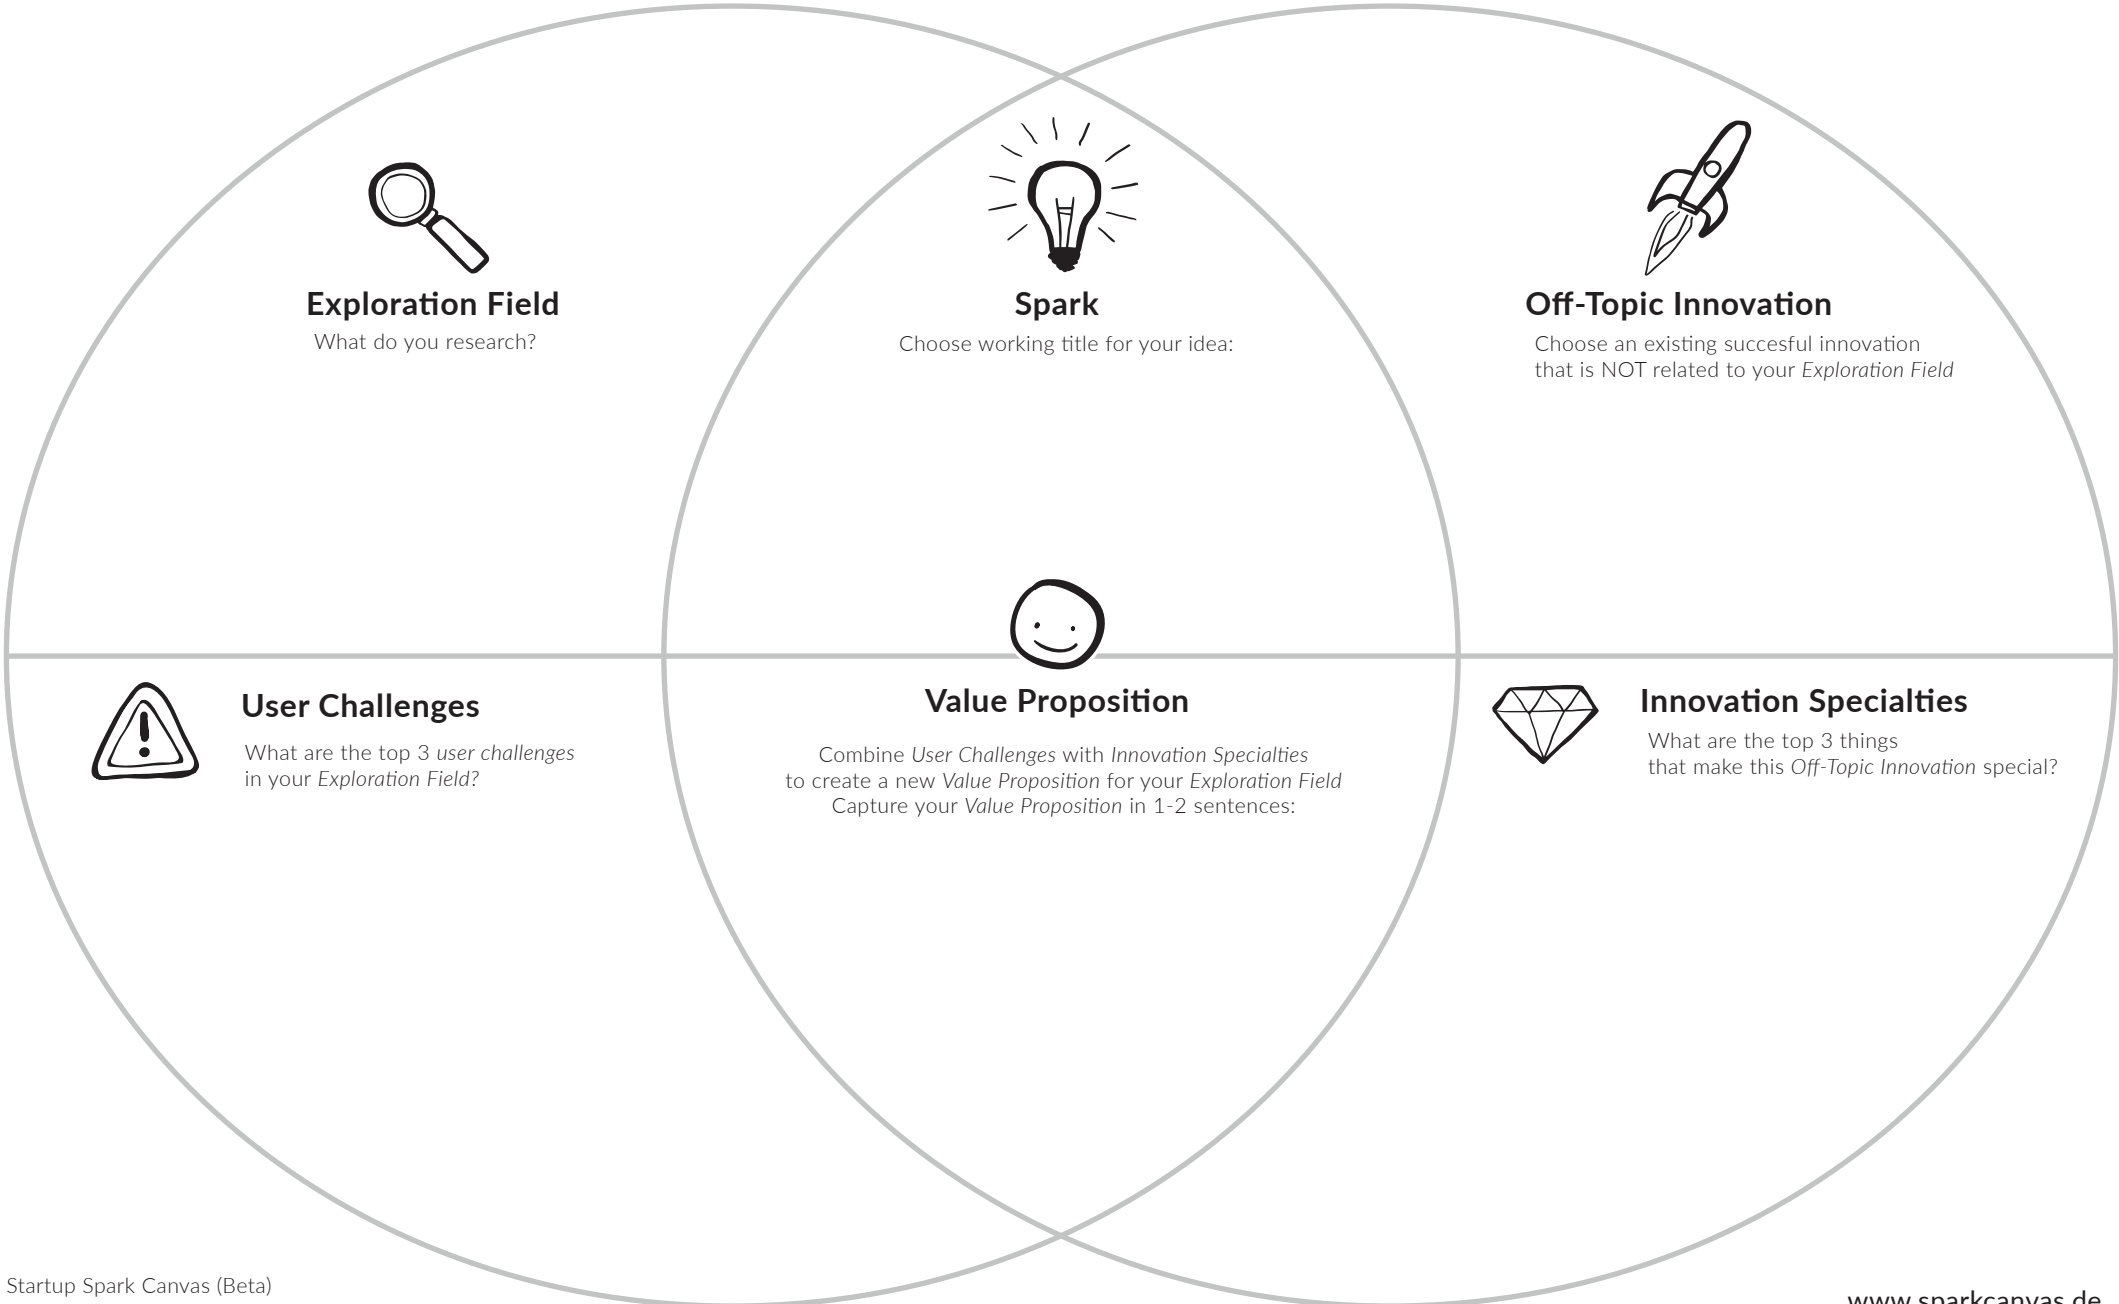 Exploration Field
What do you research?
Spark
Choose working title for your idea:
Off-Topic Innovation
Choose an existing succesful innovation
that is NOT related to your Exploration Field
User Challenges
What are the top 3 user challenges
in your Exploration Field?
Value Proposition
Combine User Challenges with Innovation Specialties
to create a new Value Proposition for your Exploration Field
Capture your Value Proposition in 1-2 sentences:
Innovation Specialties
What are the top 3 things
that make this Off-Topic Innovation special?
Startup Spark Canvas (Beta)
www.sparkcanvas.de